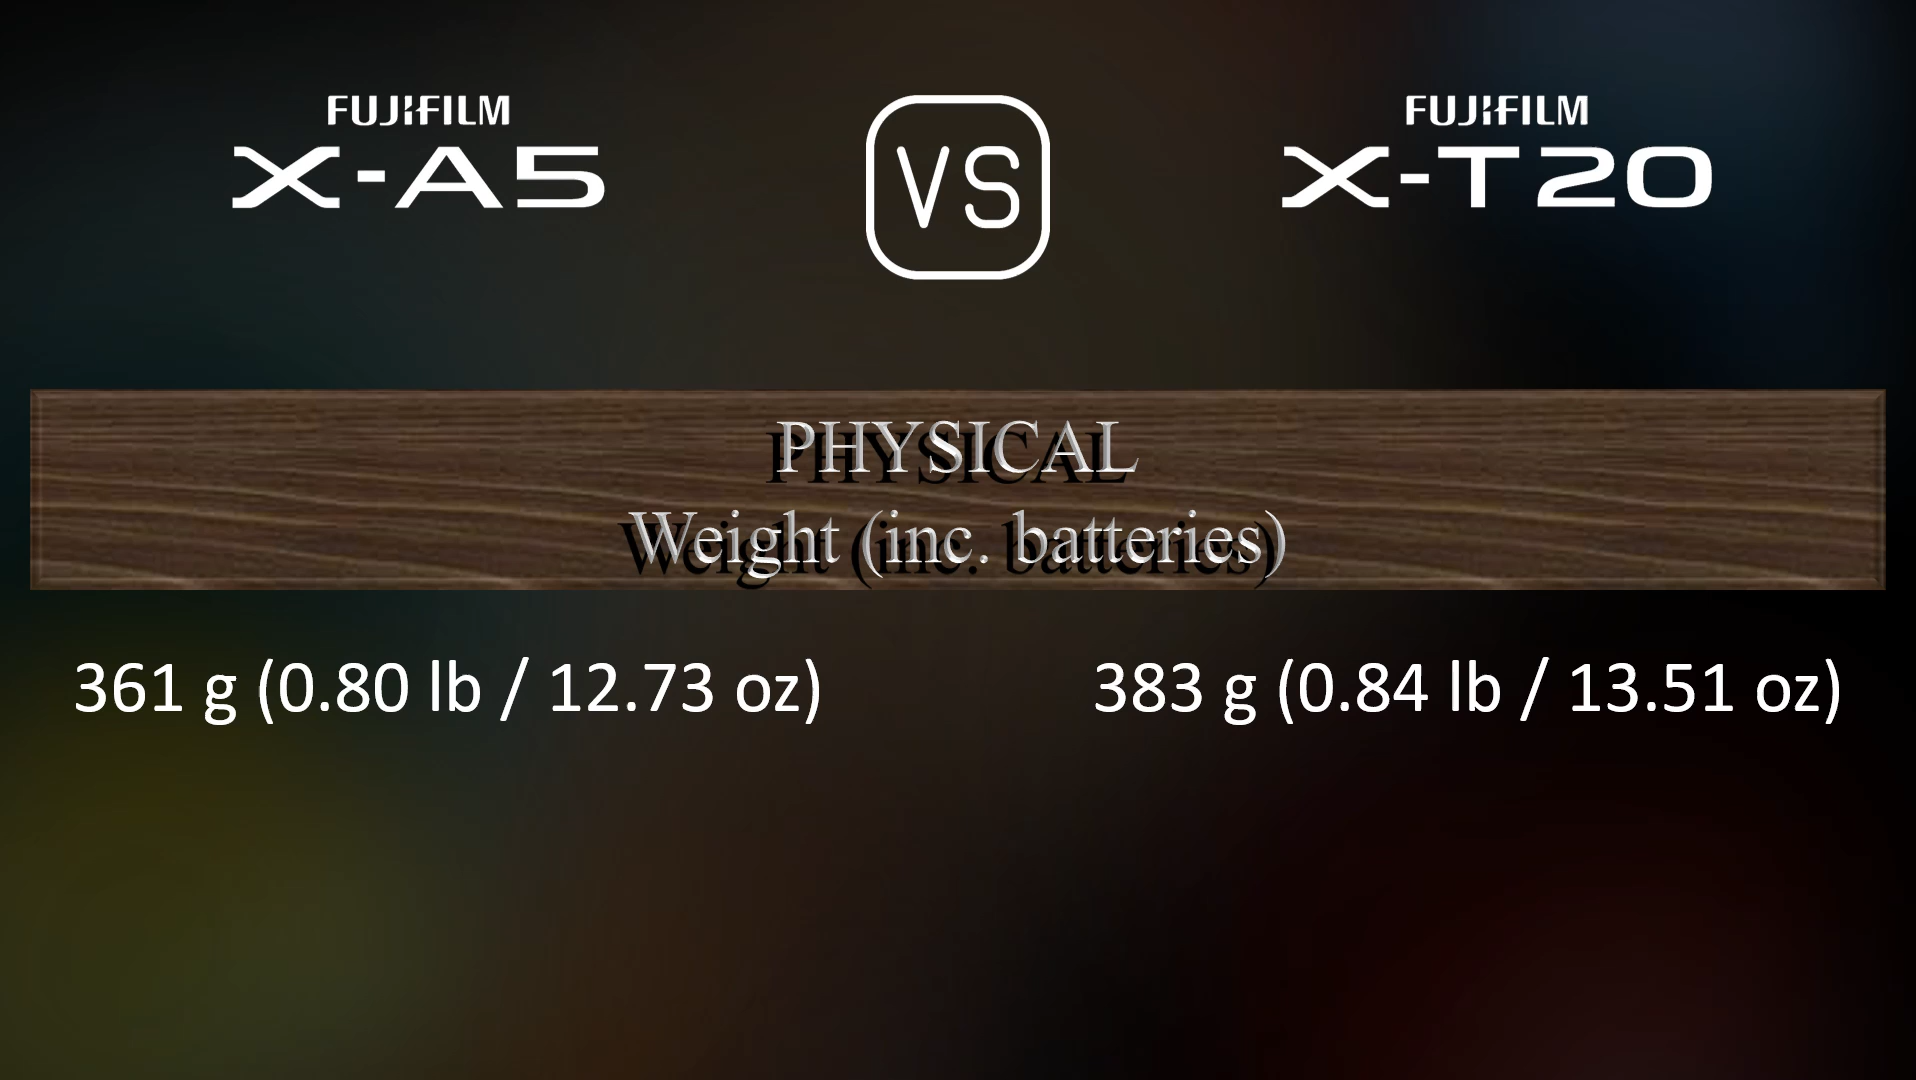 FUJIFILM
X-A5
VS
FUJIFILM
X-T20
PHYSICAL
Weight (inc. batteries)
361 g (0.80 lb / 12.73 oz)
383 g (0.84 lb / 13.51 oz)